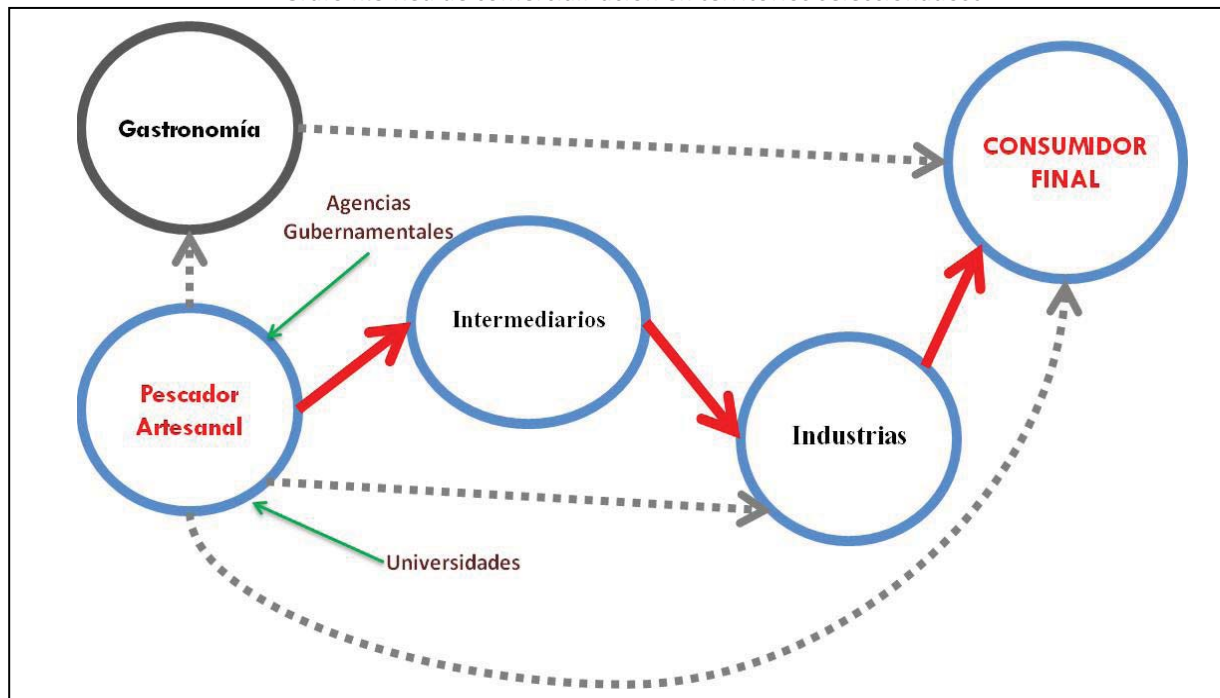 Gastronomía
CONSUMIDOR
FINAL
Agencias
Gubernamentales
Intermediarios
Pescador
Artesanal
Industrias
Universidades